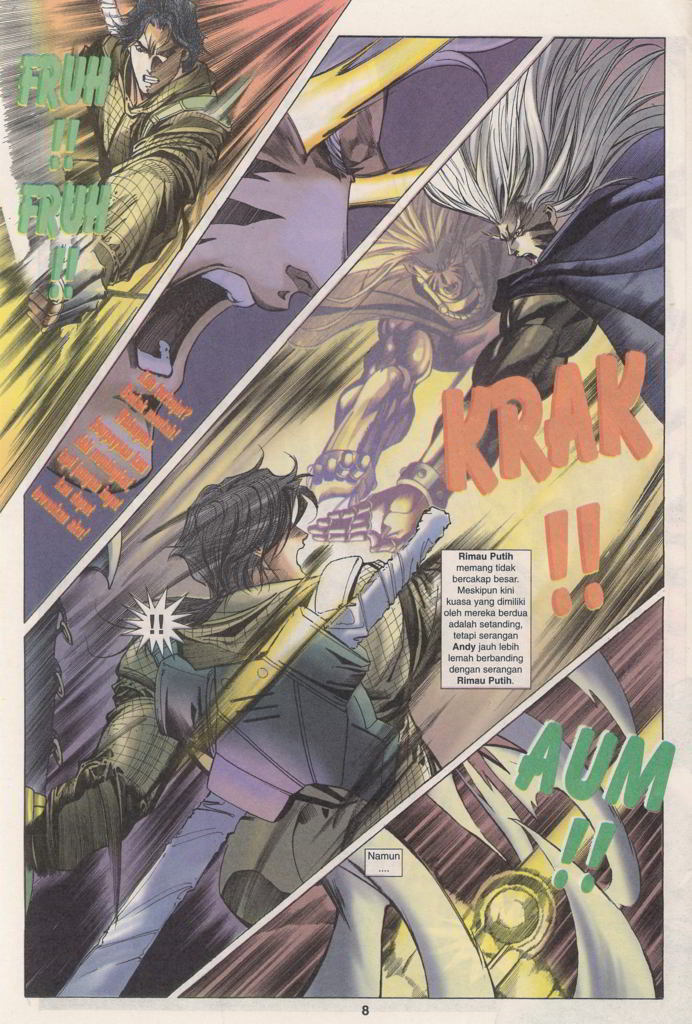 FRUH
!!
FRUH
!!
KRAK
!!
!!
Rimau Putih
memang tidak
bercakap besar.
Meskipun kini
kuasa yang dimiliki
oleh mereka berdua
adalah setanding,
tetapi serangan
Andy jauh lebih
lemah berbanding
dengan serangan
Rimau Putih.
AUM
!!
Namun
....
8